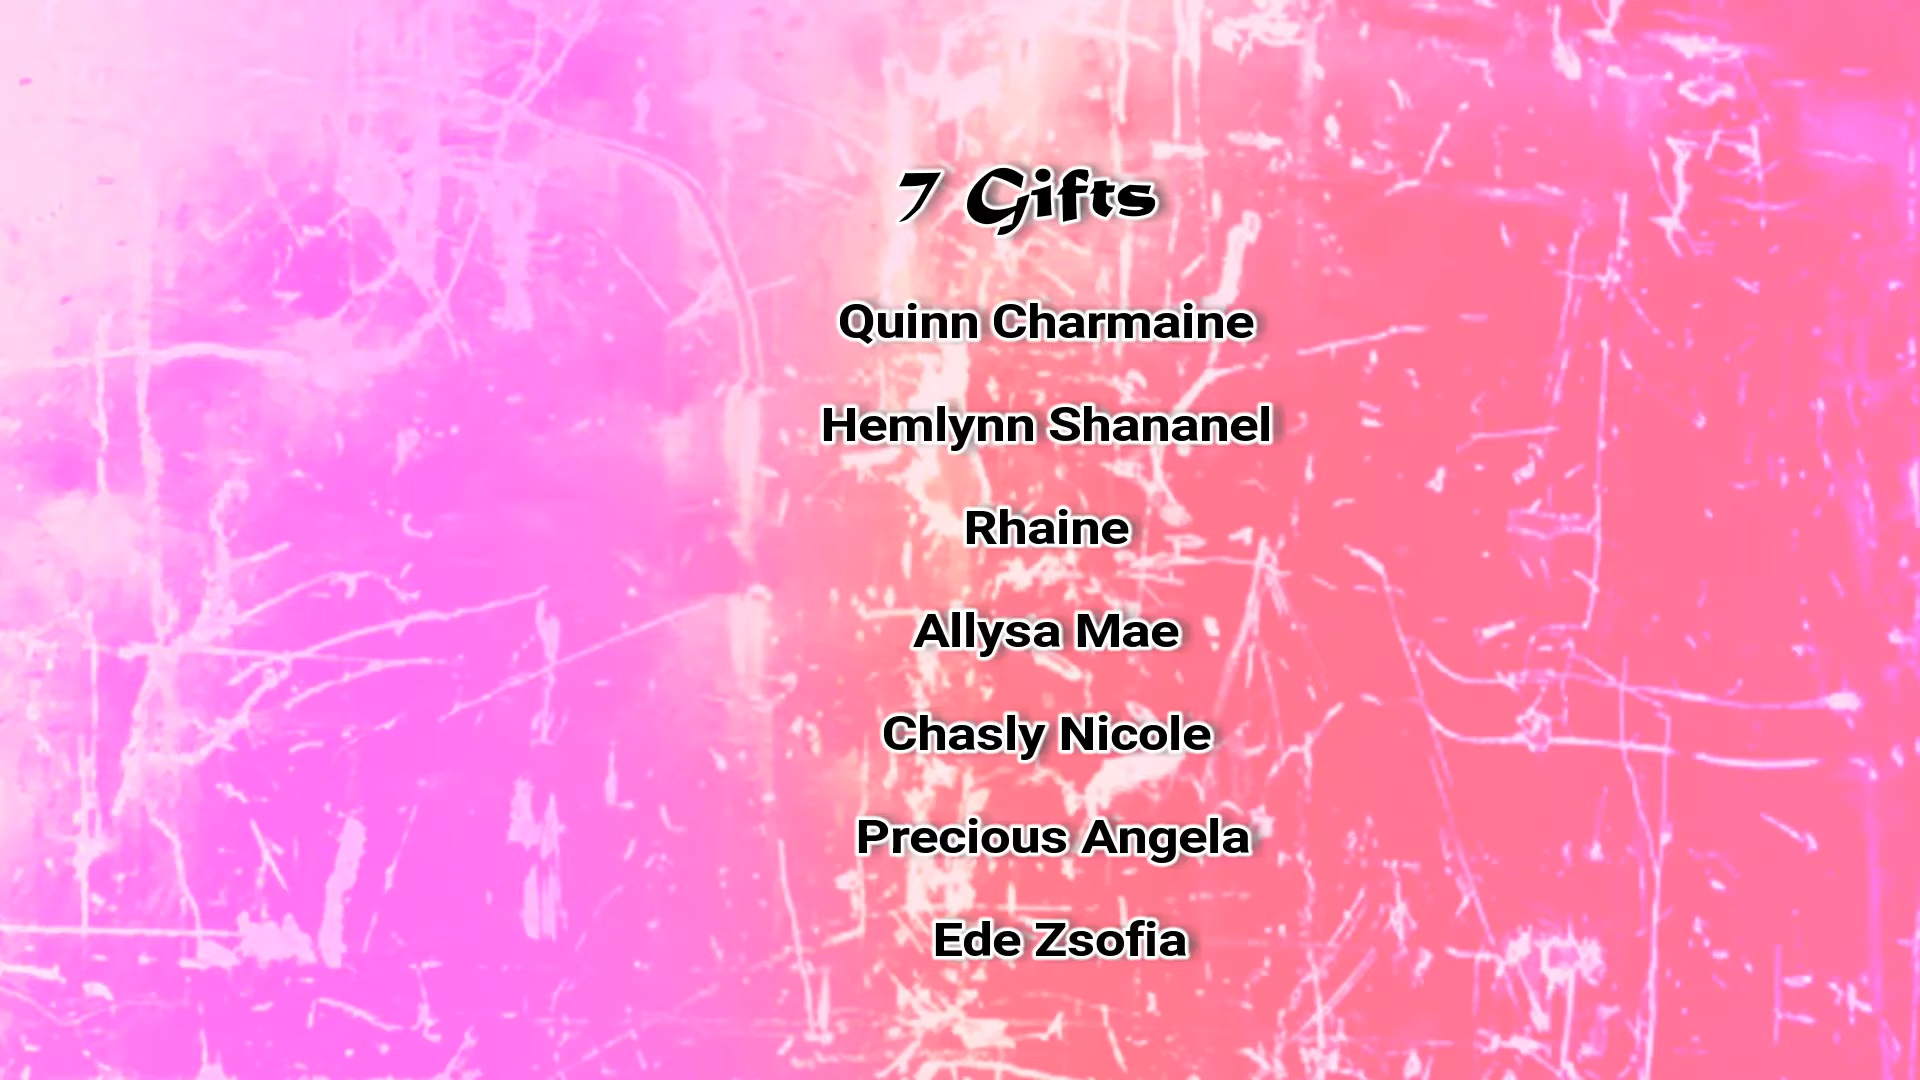 7 Gifts
Quinn Charmaine
Hemlynn Shananel
Rhaine
Allysa Mae
Chasly Nicole
Precious Angela
Ede Zsofia